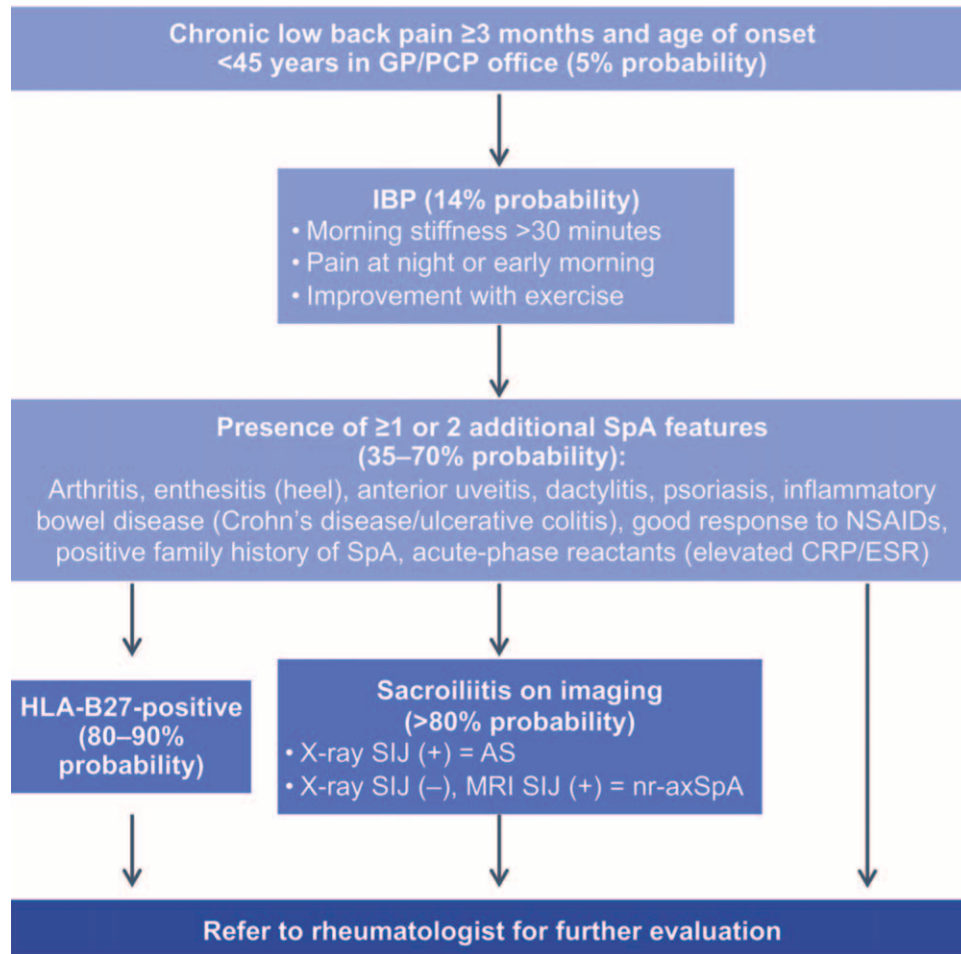 Chronic low back pain ≥3 months and age of onset
<45 years in GP/PCP office (5% probability)
IBP (14% probability)
• Morning stiffness >30 minutes
• Pain at night or early morning
• Improvement with exercise
Presence of ≥1 or 2 additional SpA features
(35–70% probability):
Arthritis, enthesitis (heel), anterior uveitis, dactylitis, psoriasis, inflammatory
bowel disease (Crohn's disease/ulcerative colitis), good response to NSAIDs,
positive family history of SpA, acute-phase reactants (elevated CRP/ESR)
HLA-B27-positive
(80–90%
probability)
Sacroiliitis on imaging
(>80% probability)
• X-ray SIJ (+) = AS
• X-ray SIJ (–), MRI SIJ (+) = nr-axSpA
Refer to rheumatologist for further evaluation